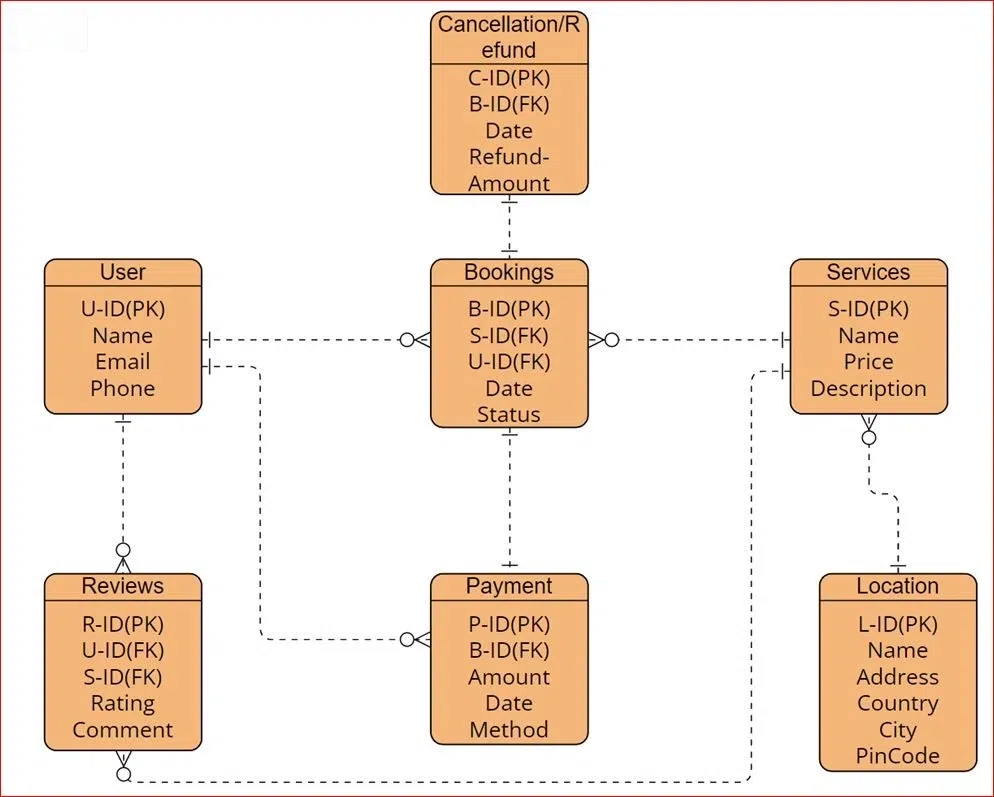 Cancellation/R
efund
C-ID(PK)
B-ID(FK)
Date
Refund-
Amount
User
U-ID(PK)
Name
Email
Phone
Bookings
B-ID(PK)
S-ID(FK)
U-ID(FK)
Date
Status
Services
S-ID(PK)
Name
Price
Description
Reviews
R-ID(PK)
U-ID(FK)
S-ID(FK)
Rating
Comment
Payment
P-ID(PK)
B-ID(FK)
Amount
Date
Method
Location
L-ID(PK)
Name
Address
Country
City
PinCode